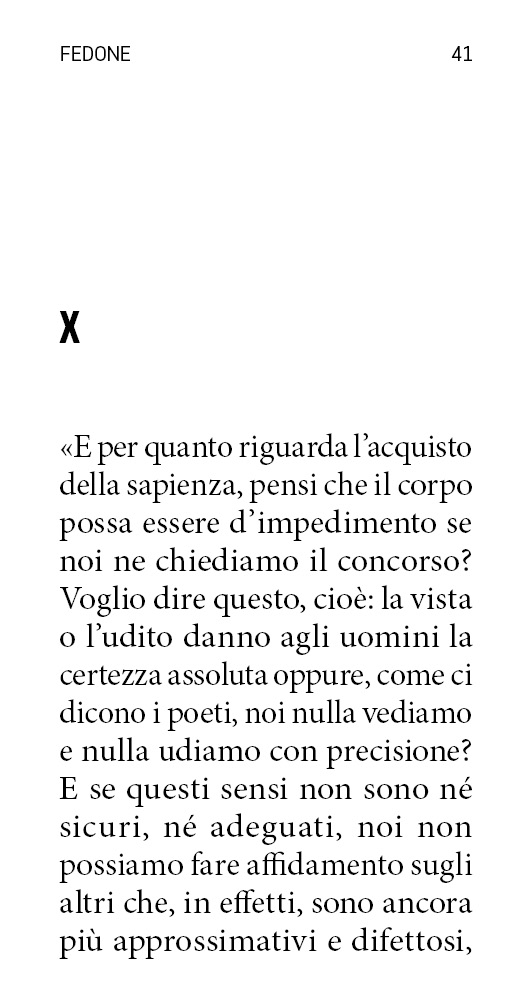 FEDONE 41
X
«E per quanto riguarda l’acquisto
della sapienza, pensi che il corpo
possa essere d’impedimento se
noi ne chiediamo il concorso?
Voglio dire questo, cioè: la vista
o l’udito danno agli uomini la
certezza assoluta oppure, come ci
dicono i poeti, noi nulla vediamo
e nulla udiamo con precisione?
E se questi sensi non sono né
sicuri, né adeguati, noi non
possiamo fare affidamento sugli
altri che, in effetti, sono ancora
più approssimativi e difettosi,